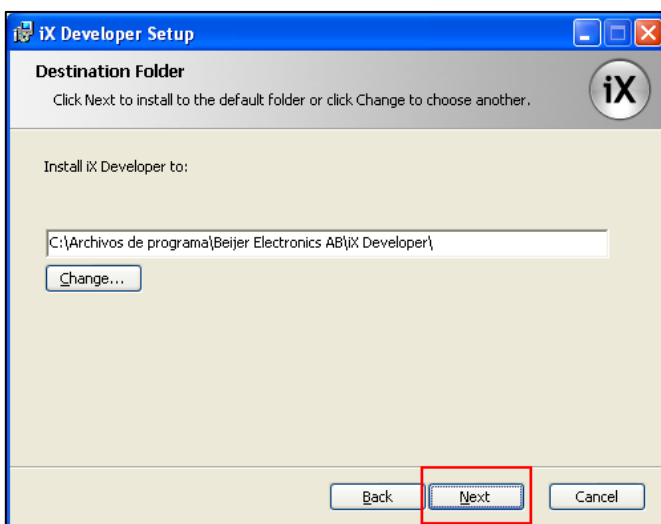 iX Developer Setup
Destination Folder
Click Next to install to the default folder or click Change to choose another.
iX
Install iX Developer to:
C:\Archivos de programa\Beijer Electronics AB\iX Developer\
Change...
Back Next Cancel